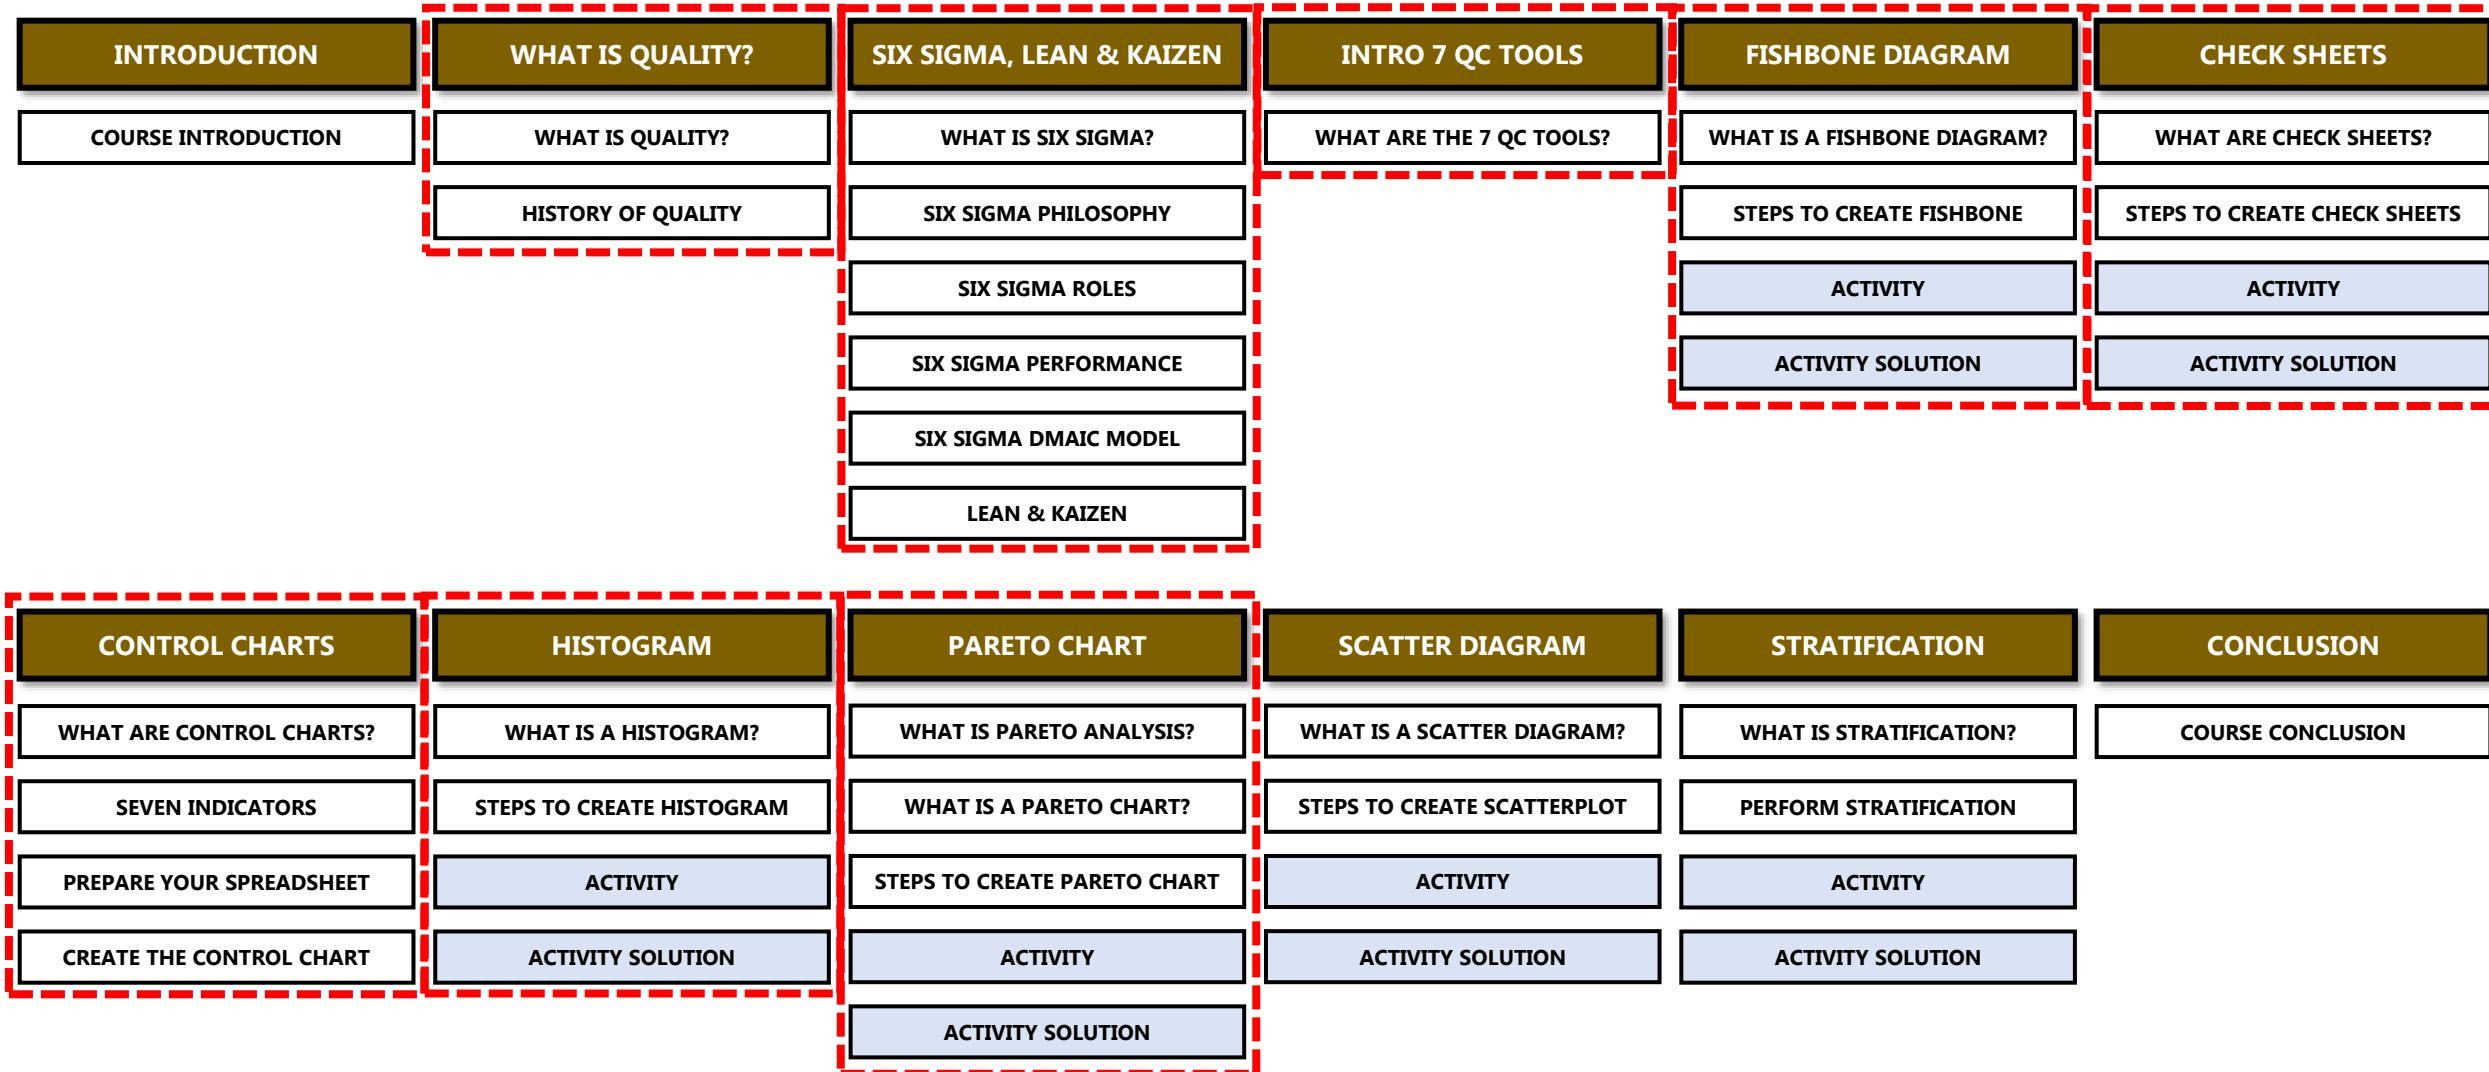 INTRODUCTION
COURSE INTRODUCTION
WHAT IS QUALITY?
WHAT IS QUALITY?
HISTORY OF QUALITY
SIX SIGMA, LEAN & KAIZEN
WHAT IS SIX SIGMA?
SIX SIGMA PHILOSOPHY
SIX SIGMA ROLES
SIX SIGMA PERFORMANCE
SIX SIGMA DMAIC MODEL
LEAN & KAIZEN
INTRO 7 QC TOOLS
WHAT ARE THE 7 QC TOOLS?
FISHBONE DIAGRAM
WHAT IS A FISHBONE DIAGRAM?
STEPS TO CREATE FISHBONE
ACTIVITY
ACTIVITY SOLUTION
CHECK SHEETS
WHAT ARE CHECK SHEETS?
STEPS TO CREATE CHECK SHEETS
ACTIVITY
ACTIVITY SOLUTION
CONTROL CHARTS
WHAT ARE CONTROL CHARTS?
SEVEN INDICATORS
PREPARE YOUR SPREADSHEET
CREATE THE CONTROL CHART
HISTOGRAM
WHAT IS A HISTOGRAM?
STEPS TO CREATE HISTOGRAM
ACTIVITY
ACTIVITY SOLUTION
PARETO CHART
WHAT IS PARETO ANALYSIS?
WHAT IS A PARETO CHART?
STEPS TO CREATE PARETO CHART
ACTIVITY
ACTIVITY SOLUTION
SCATTER DIAGRAM
WHAT IS A SCATTER DIAGRAM?
STEPS TO CREATE SCATTERPLOT
ACTIVITY
ACTIVITY SOLUTION
STRATIFICATION
WHAT IS STRATIFICATION?
PERFORM STRATIFICATION
ACTIVITY
ACTIVITY SOLUTION
CONCLUSION
COURSE CONCLUSION